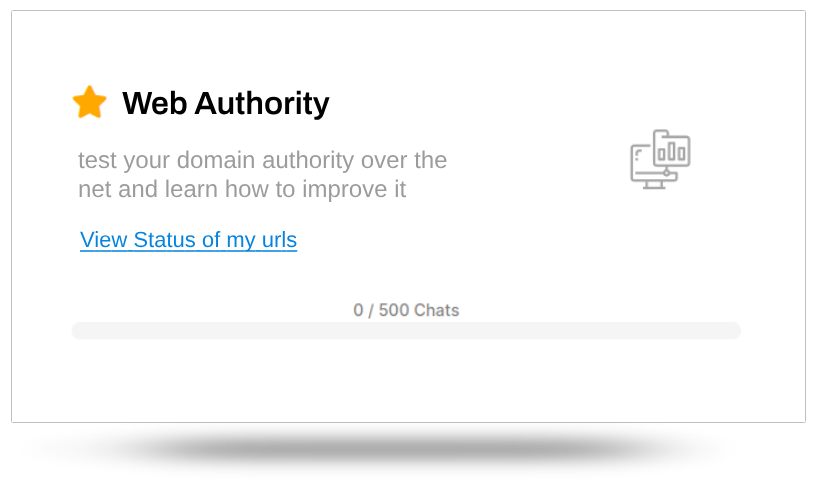 Web Authority
test your domain authority over the
net and learn how to improve it
View Status of my urls
0 / 500 Chats